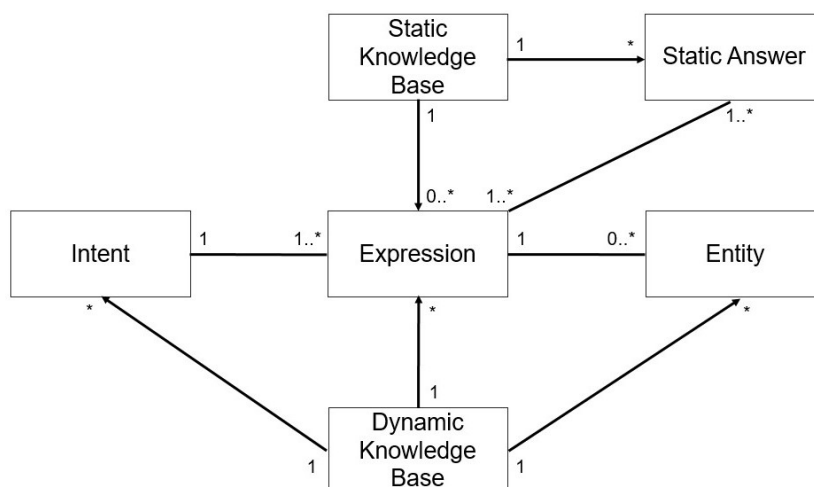 Static
Knowledge
Base
1
*
Static Answer
1
1..*
0..*
1..*
Intent
1
1..*
Expression
1
0..*
Entity
*
*
*
1
1
Dynamic
Knowledge
Base
1